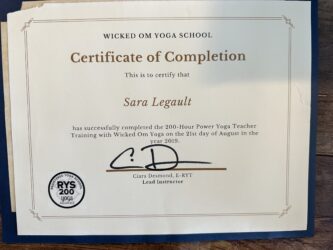 WICKED OM YOGA SCHOOL
Certificate of Completion
This is to certify that
Sara Legault
has successfully completed the 200-Hour Power Yoga Teacher
Training with Wicked Om Yoga on the 21st day of August in the
year 2019.
Ciara Desmond, E-RYT
Lead Instructor
RYS
200
yoga